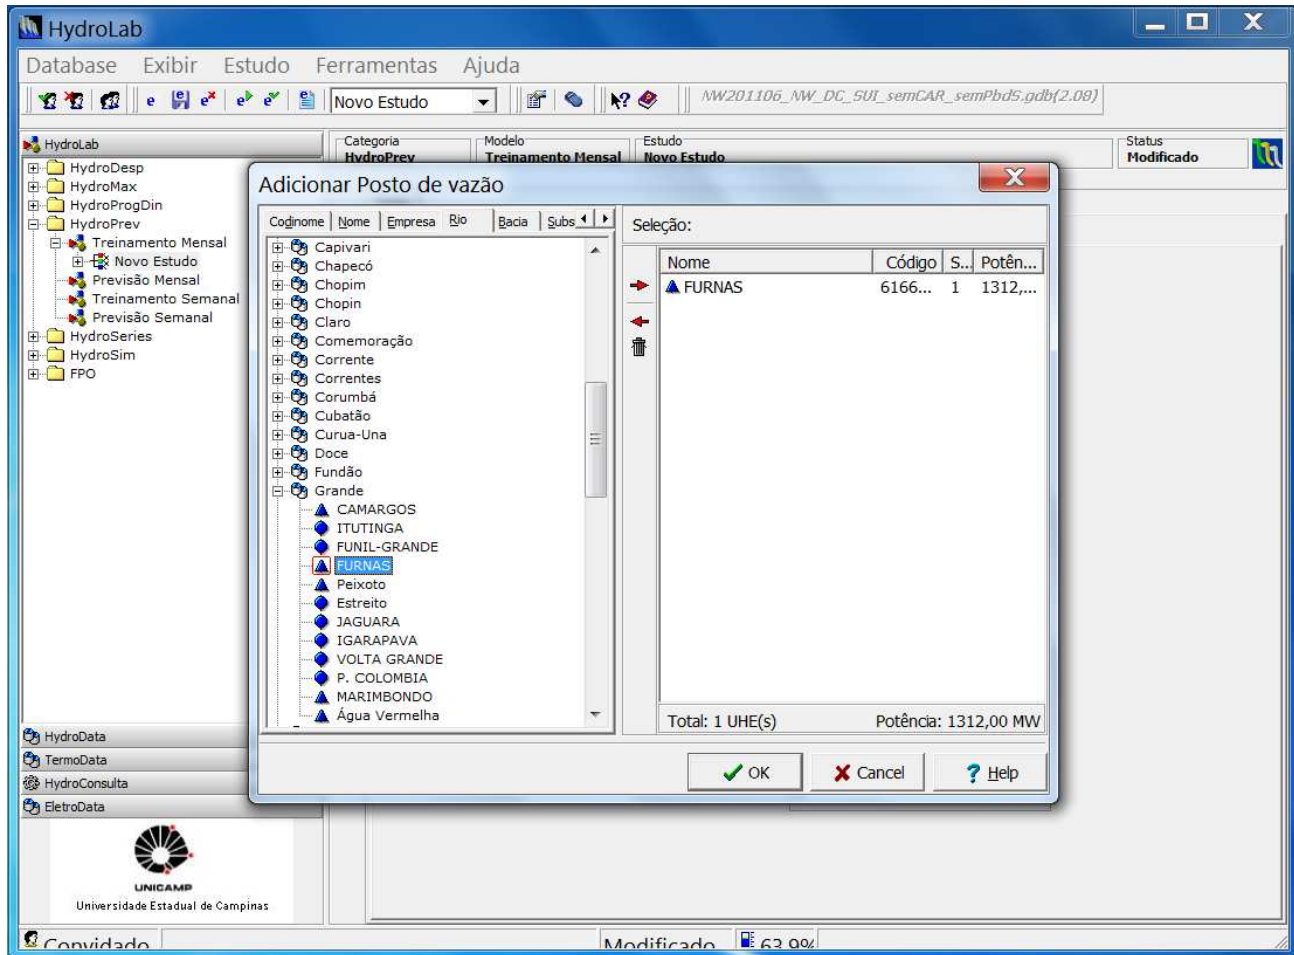 HydroLab
Database Exibir Estudo Ferramentas Ajuda
Novo Estudo
NW201106_NW_DC_SUI_semCAR_semPbdS.gdb(2.08)
HydroLab
HydroDesp
HydroMax
HydroProgDin
HydroPrev
Treinamento Mensal
Novo Estudo
Previsão Mensal
Treinamento Semanal
Previsão Semanal
HydroSeries
HydroSim
FPO
HydroData
TermoData
HydroConsulta
EletroData
UNICAMP
Universidade Estadual de Campinas
Categoria
HydroPrev
Modelo
Treinamento Mensal
Estudo
Novo Estudo
Status
Modificado
Adicionar Posto de vazão
Codinome Nome Empresa Rio Bacia Subs
Capivari
Chapecó
Chopim
Chopin
Claro
Comemoração
Corrente
Correntes
Corumbá
Cubatão
Curua-Una
Doce
Fundão
Grande
CAMARGOS
ITUTINGA
FUNIL-GRANDE
FURNAS
Peixoto
Estreito
JAGUARA
IGARAPAVA
VOLTA GRANDE
P. COLOMBIA
MARIMBONDO
Água Vermelha
Seleção:
Nome Código S... Potên...
FURNAS 6166... 1 1312,...
Total: 1 UHE(s) Potência: 1312,00 MW
OK Cancel Help
Convidado Modificado 63.9%